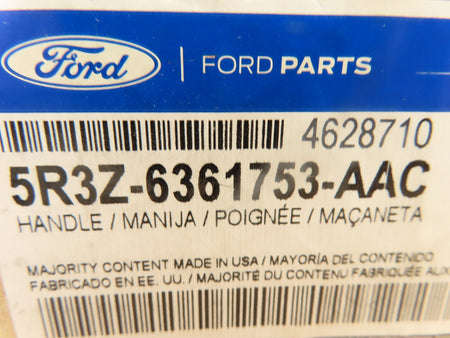 Ford | FORD PARTS
4628710
5R3Z-6361753-AAC
HANDLE / MANIJA / POIGNÉE / MAÇANETA
MAJORITY CONTENT MADE IN USA / MAYORÍA DEL CONTENIDO
FABRICADO EN EE. UU. / MAJORITÉ DU CONTENU FABRIQUÉE AUX